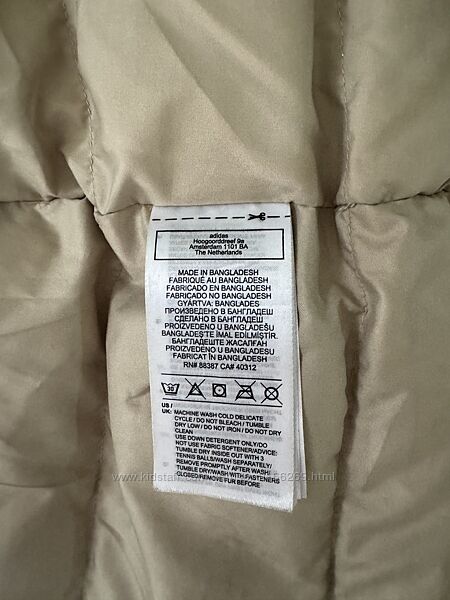 adidas
Hoogoorddreef 9a
Amsterdam 1101 BA
The Netherlands
MADE IN BANGLADESH
FABRIQUÉ AU BANGLADESH
FABRICADO EN BANGLADESH
FABRICADO NO BANGLADESH
GYÁRTVA: BANGLADES
ПРОИЗВЕДЕНО В БАНГЛАДЕШ
СДЕЛАНО В БАНГЛАДЕШ
PROIZVEDENO U BANGLADEŠU
BANGLADEŞ'TE İMAL EDİLMİŞTİR.
БАНГЛАДЕШТЕ ЖАСАЛҒАН
PROIZVEDENO U BANGLADEŠU
FABRICAT ÎN BANGLADESH
RN# 88387 CA# 40312
30
US /
UK: MACHINE WASH COLD DELICATE
CYCLE / DO NOT BLEACH / TUMBLE
DRY LOW / DO NOT IRON / DO NOT DRY
CLEAN
USE DOWN DETERGENT ONLY/DO
NOT USE FABRIC SOFTENER/ADVICE:
TUMBLE DRY INSIDE OUT WITH 3
TENNIS BALLS/WASH SEPARATELY/
REMOVE PROMPTLY AFTER WASH/
TUMBLE DRY/WASH WITH FASTENERS
CLOSED/REMOVE FUR BEFORE